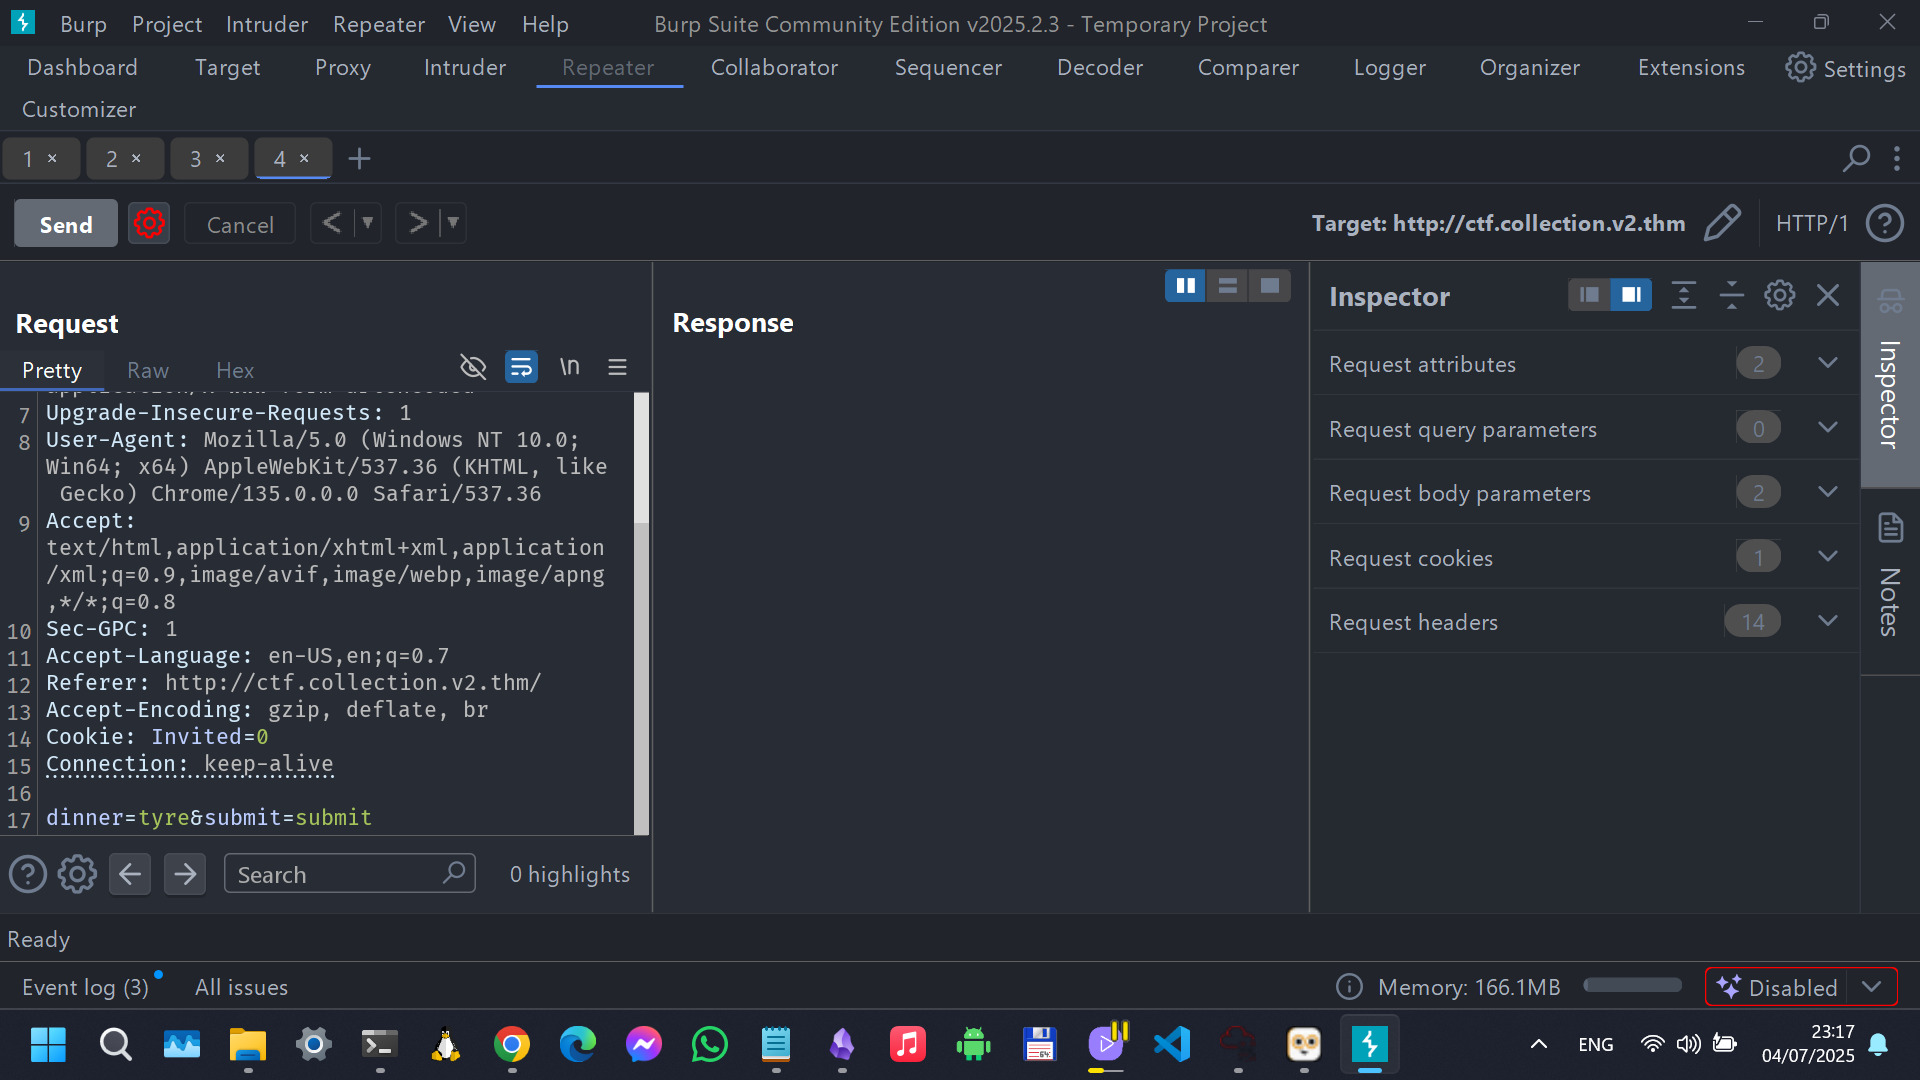 Burp Project Intruder Repeater View Help Burp Suite Community Edition v2025.2.3 - Temporary Project
Dashboard Target Proxy Intruder Repeater Collaborator Sequencer Decoder Comparer Logger Organizer Extensions Settings
Customizer
1 × 2 × 3 × 4 × +
Send Cancel < > Target: http://ctf.collection.v2.thm HTTP/1 ?
Request
Pretty Raw Hex \n
7 Upgrade-Insecure-Requests: 1
8 User-Agent: Mozilla/5.0 (Windows NT 10.0;
Win64; x64) AppleWebKit/537.36 (KHTML, like
Gecko) Chrome/135.0.0.0 Safari/537.36
9 Accept:
text/html,application/xhtml+xml,application
/xml;q=0.9,image/avif,image/webp,image/apng
,*/*;q=0.8
10 Sec-GPC: 1
11 Accept-Language: en-US,en;q=0.7
12 Referer: http://ctf.collection.v2.thm/
13 Accept-Encoding: gzip, deflate, br
14 Cookie: Invited=0
15 Connection: keep-alive
16
17 dinner=tyre&submit=submit
? Search 0 highlights
Response
Inspector
Request attributes 2
Request query parameters 0
Request body parameters 2
Request cookies 1
Request headers 14
Inspector
Notes
Ready
Event log (3) All issues Memory: 166.1MB Disabled
64
ENG
23:17
04/07/2025